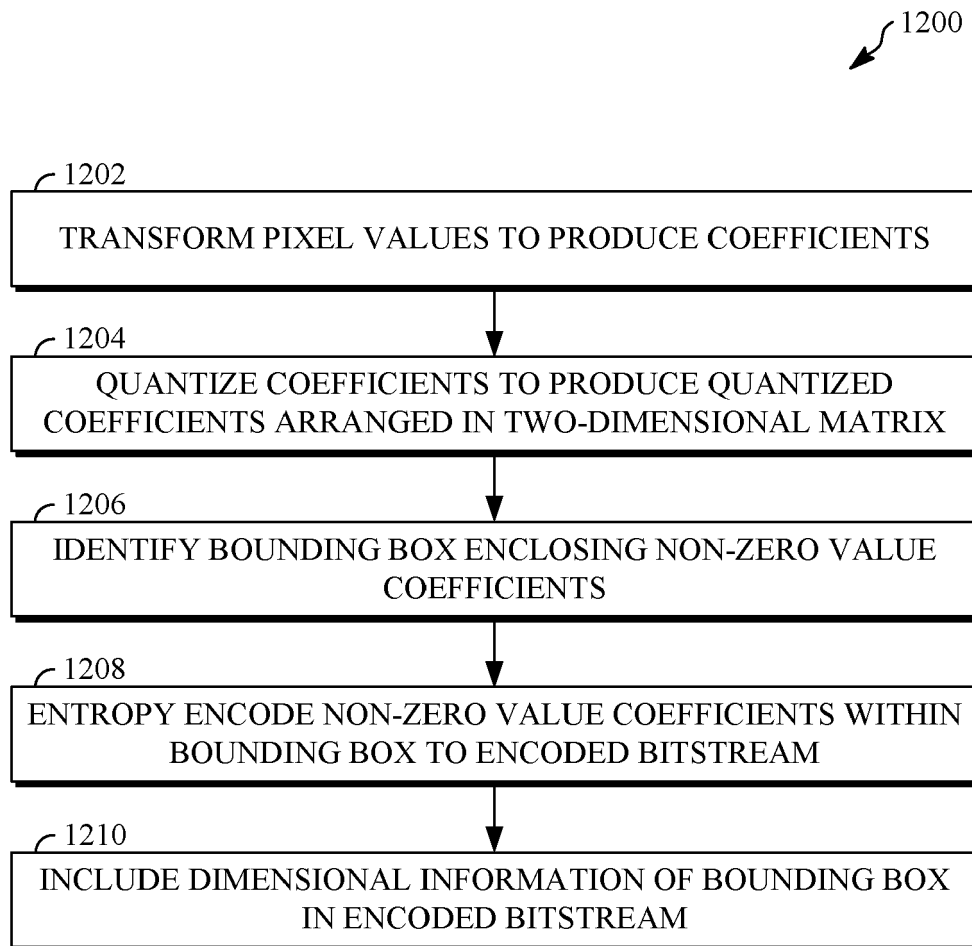 1200
1202
TRANSFORM PIXEL VALUES TO PRODUCE COEFFICIENTS
1204
QUANTIZE COEFFICIENTS TO PRODUCE QUANTIZED
COEFFICIENTS ARRANGED IN TWO-DIMENSIONAL MATRIX
1206
IDENTIFY BOUNDING BOX ENCLOSING NON-ZERO VALUE
COEFFICIENTS
1208
ENTROPY ENCODE NON-ZERO VALUE COEFFICIENTS WITHIN
BOUNDING BOX TO ENCODED BITSTREAM
1210
INCLUDE DIMENSIONAL INFORMATION OF BOUNDING BOX
IN ENCODED BITSTREAM